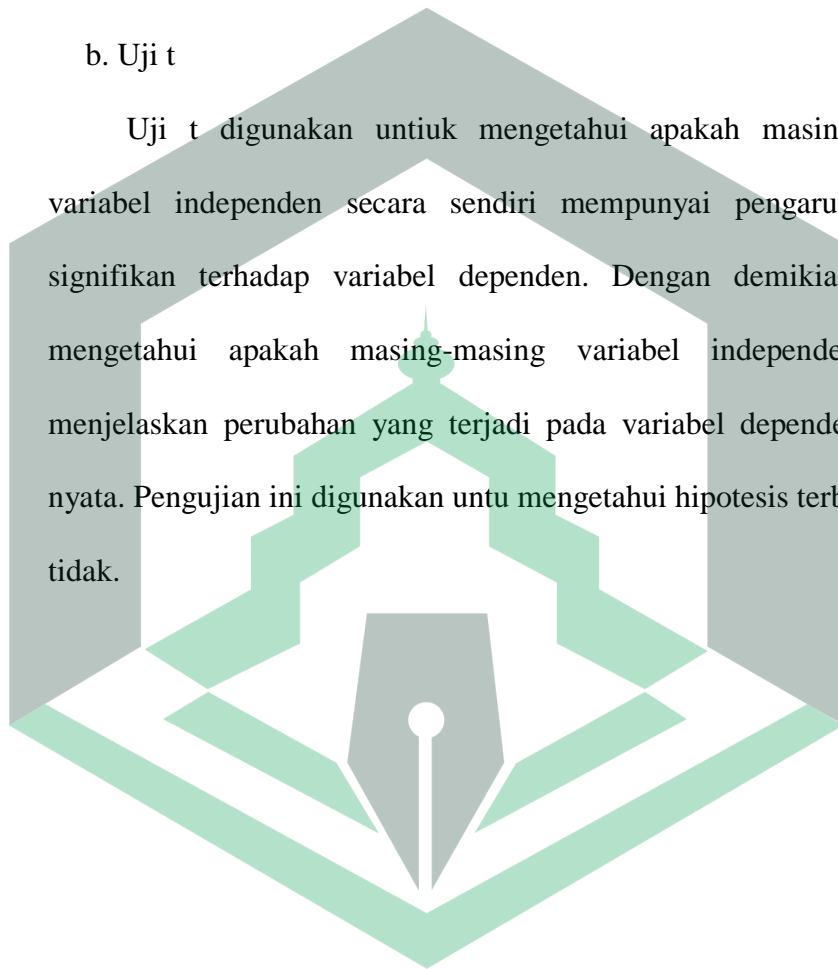 b. Uji t
Uji t digunakan untiuk mengetahui apakah masin
variabel independen secara sendiri mempunyai pengaru
signifikan terhadap variabel dependen. Dengan demikia
mengetahui apakah masing-masing variabel independe
menjelaskan perubahan yang terjadi pada variabel depende
nyata. Pengujian ini digunakan untu mengetahui hipotesis terb
tidak.